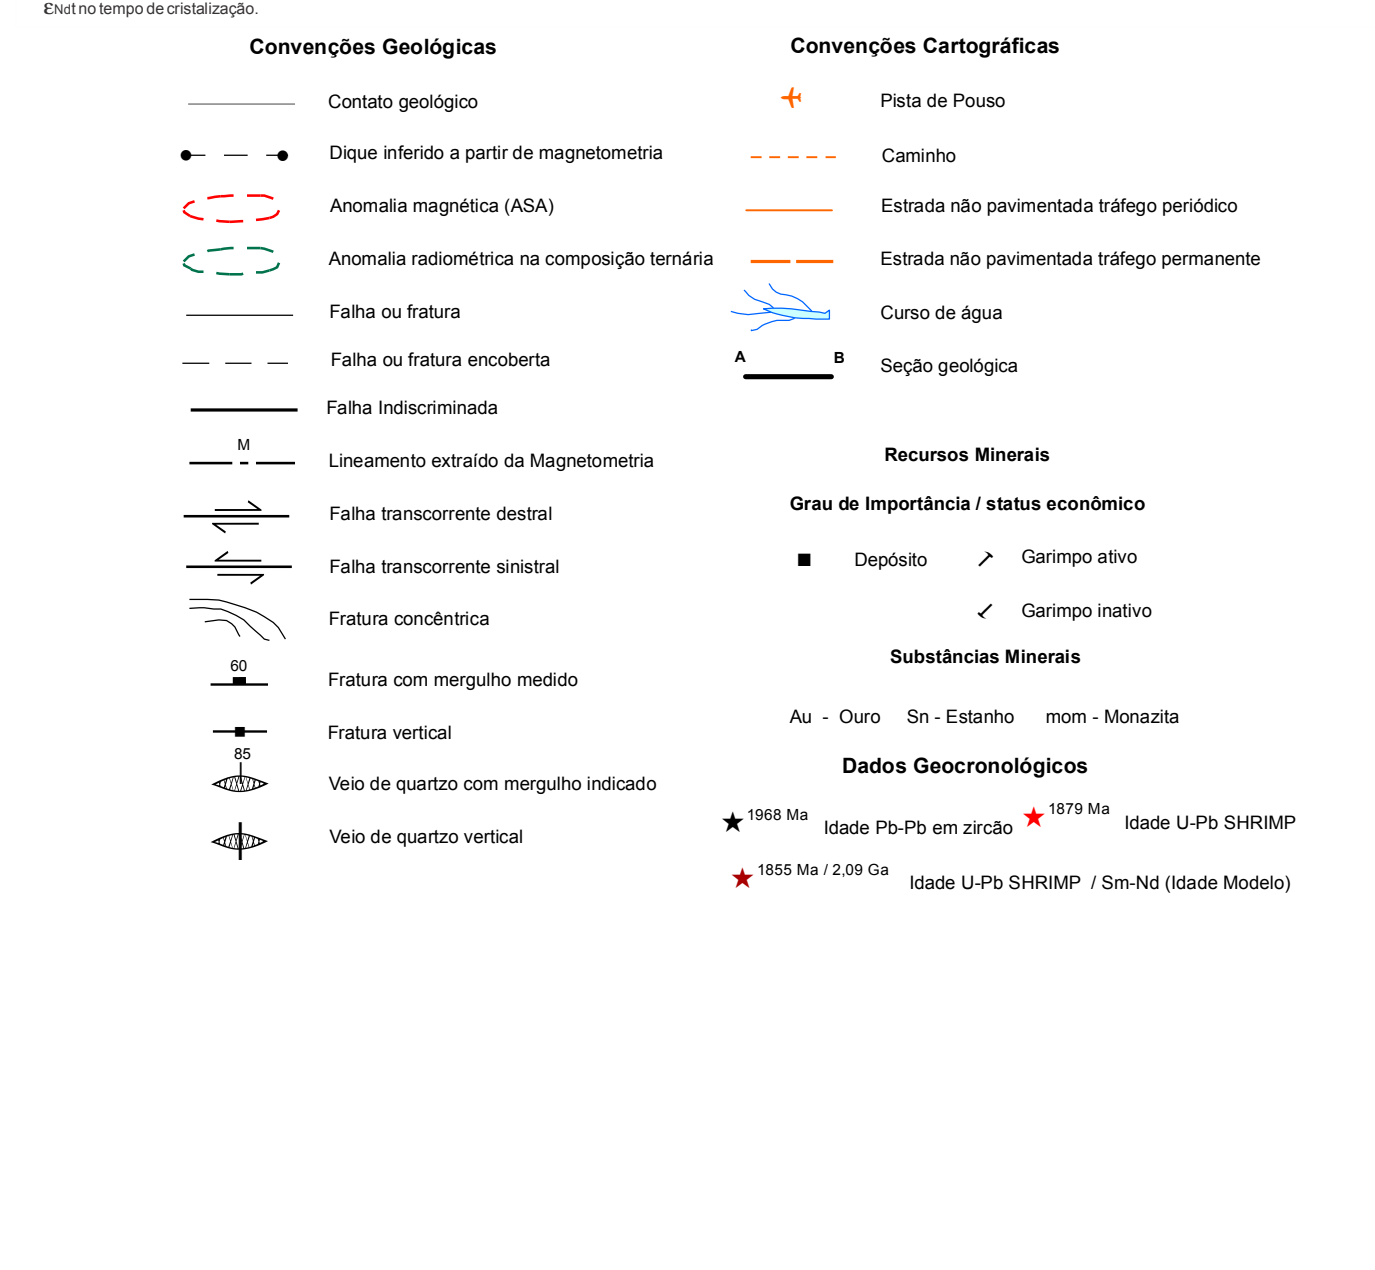 εNdt no tempo de cristalização.
Convenções Geológicas
Contato geológico
Dique inferido a partir de magnetometria
Anomalia magnética (ASA)
Anomalia radiométrica na composição ternária
Falha ou fratura
Falha ou fratura encoberta
Falha Indiscriminada
M
Lineamento extraído da Magnetometria
Falha transcorrente destral
Falha transcorrente sinistral
Fratura concêntrica
60
Fratura com mergulho medido
Fratura vertical
85
Veio de quartzo com mergulho indicado
Veio de quartzo vertical
Convenções Cartográficas
Pista de Pouso
Caminho
Estrada não pavimentada tráfego periódico
Estrada não pavimentada tráfego permanente
Curso de água
A B
Seção geológica
Recursos Minerais
Grau de Importância / status econômico
Depósito Garimpo ativo
Garimpo inativo
Substâncias Minerais
Au - Ouro Sn - Estanho mom - Monazita
Dados Geocronológicos
1968 Ma Idade Pb-Pb em zircão 1879 Ma Idade U-Pb SHRIMP
1855 Ma / 2,09 Ga Idade U-Pb SHRIMP / Sm-Nd (Idade Modelo)